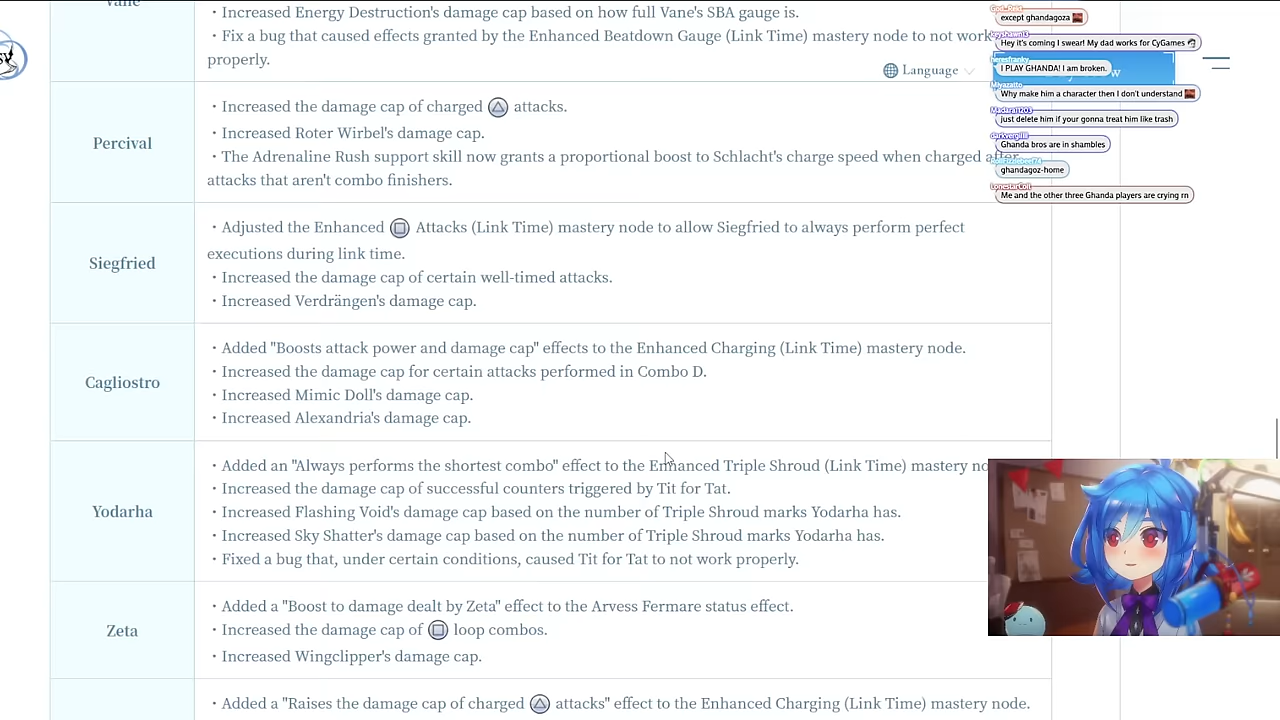 Vane
・Increased Energy Destruction's damage cap based on how full Vane's SBA gauge is.
・Fix a bug that caused effects granted by the Enhanced Beatdown Gauge (Link Time) mastery node to not work
properly.
Language
Percival
・Increased the damage cap of charged attacks.
・Increased Roter Wirbel's damage cap.
・The Adrenaline Rush support skill now grants a proportional boost to Schlacht's charge speed when charged after
attacks that aren't combo finishers.
Siegfried
・Adjusted the Enhanced Attacks (Link Time) mastery node to allow Siegfried to always perform perfect
executions during link time.
・Increased the damage cap of certain well-timed attacks.
・Increased Verdrängen's damage cap.
Cagliostro
・Added "Boosts attack power and damage cap" effects to the Enhanced Charging (Link Time) mastery node.
・Increased the damage cap for certain attacks performed in Combo D.
・Increased Mimic Doll's damage cap.
・Increased Alexandria's damage cap.
Yodarha
・Added an "Always performs the shortest combo" effect to the Enhanced Triple Shroud (Link Time) mastery no
・Increased the damage cap of successful counters triggered by Tit for Tat.
・Increased Flashing Void's damage cap based on the number of Triple Shroud marks Yodarha has.
・Increased Sky Shatter's damage cap based on the number of Triple Shroud marks Yodarha has.
・Fixed a bug that, under certain conditions, caused Tit for Tat to not work properly.
Zeta
・Added a "Boost to damage dealt by Zeta" effect to the Arvess Fermare status effect.
・Increased the damage cap of loop combos.
・Increased Wingclipper's damage cap.
・Added a "Raises the damage cap of charged attacks" effect to the Enhanced Charging (Link Time) mastery node.
except ghandagoza
Hey it's coming I swear! My dad works for CyGames
I PLAY GHANDA! I am broken.
Why make him a character then I don't understand
just delete him if your gonna treat him like trash
Ghanda bros are in shambles
ghandagoz-home
LonestarColt
Me and the other three Ghanda players are crying rn